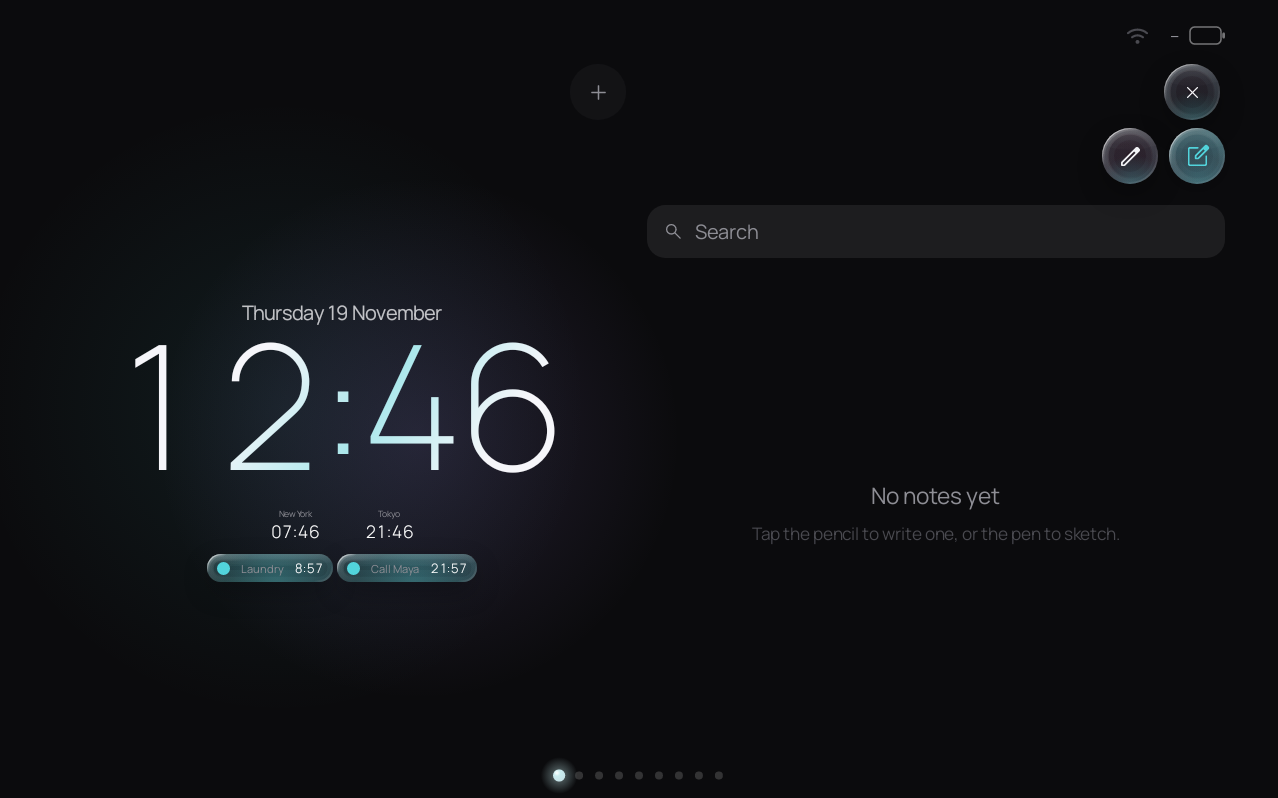 –
Search
Thursday 19 November
12:46
New York
Tokyo
07:46
21:46
Laundry 8:57
Call Maya 21:57
No notes yet
Tap the pencil to write one, or the pen to sketch.